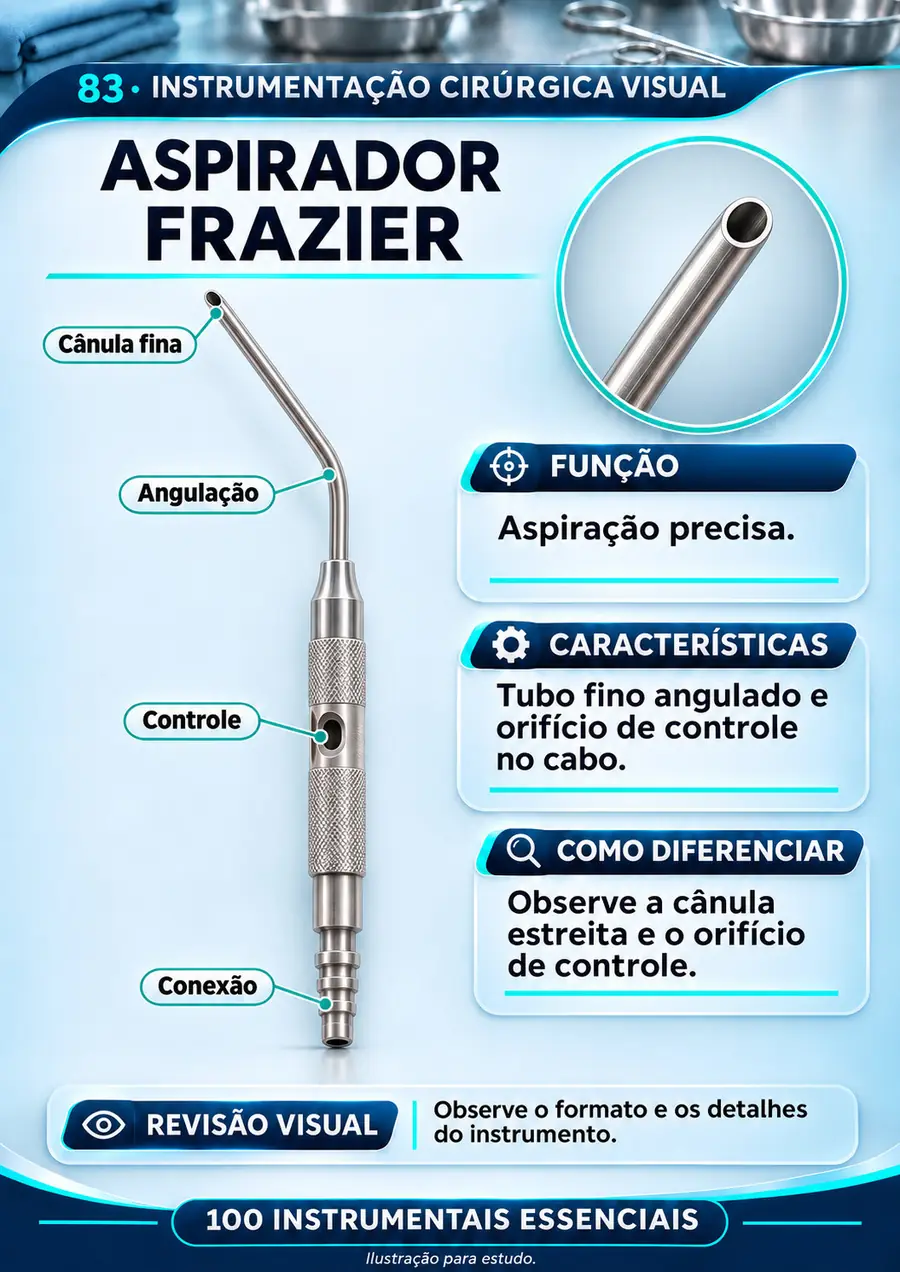 83 · INSTRUMENTAÇÃO CIRÚRGICA VISUAL
ASPIRADOR
FRAZIER
Cânula fina
Angulação
Controle
Conexão
FUNÇÃO
Aspiração precisa.
CARACTERÍSTICAS
Tubo fino angulado e
orifício de controle
no cabo.
COMO DIFERENCIAR
Observe a cânula
estreita e o orifício
de controle.
REVISÃO VISUAL
Observe o formato e os detalhes
do instrumento.
100 INSTRUMENTAIS ESSENCIAIS
Ilustração para estudo.